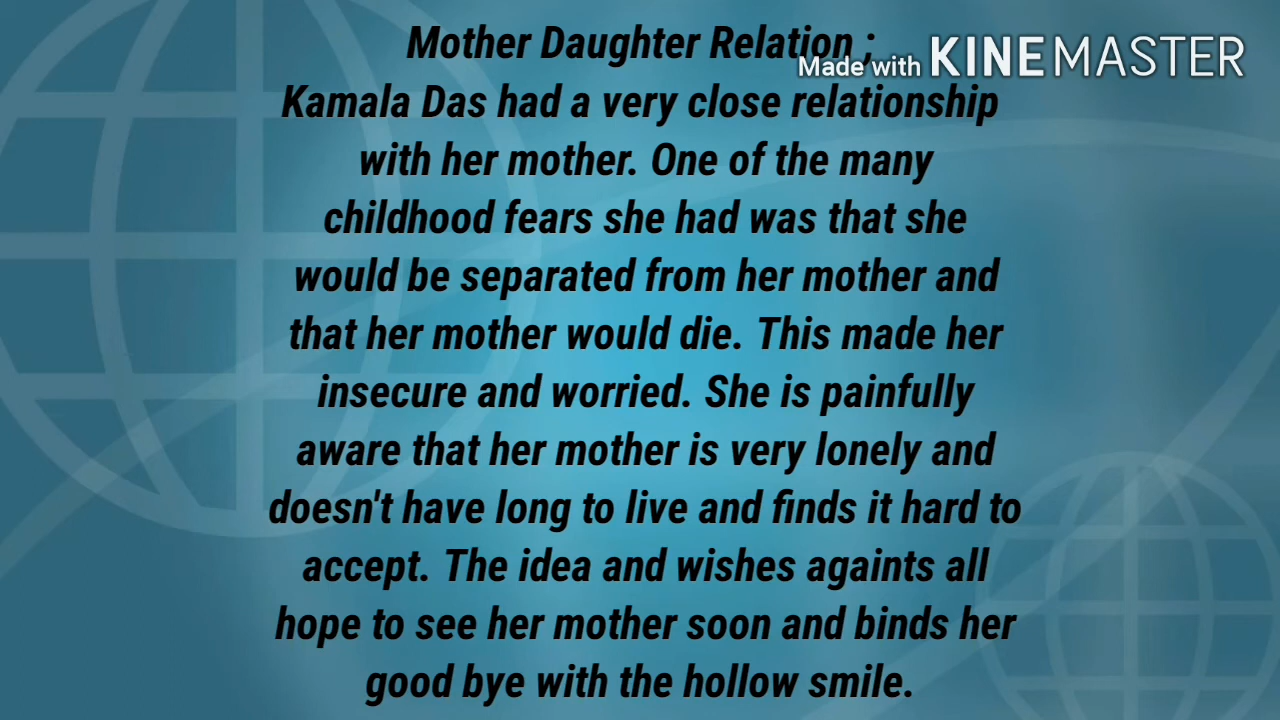 Mother Daughter Relation ;
Made with KINEMASTER
Kamala Das had a very close relationship
with her mother. One of the many
childhood fears she had was that she
would be separated from her mother and
that her mother would die. This made her
insecure and worried. She is painfully
aware that her mother is very lonely and
doesn't have long to live and finds it hard to
accept. The idea and wishes againts all
hope to see her mother soon and binds her
good bye with the hollow smile.